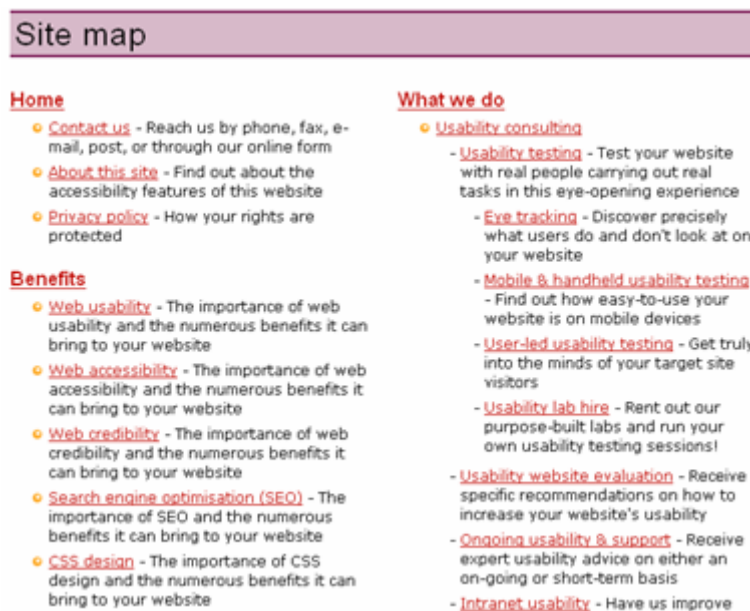 Site map
Home
Contact us - Reach us by phone, fax, e-
mail, post, or through our online form
About this site - Find out about the
accessibility features of this website
Privacy policy - How your rights are
protected
Benefits
Web usability - The importance of web
usability and the numerous benefits it can
bring to your website
Web accessibility - The importance of web
accessibility and the numerous benefits it
can bring to your website
Web credibility - The importance of web
credibility and the numerous benefits it
can bring to your website
Search engine optimisation (SEO) - The
importance of SEO and the numerous
benefits it can bring to your website
CSS design - The importance of CSS
design and the numerous benefits it can
bring to your website
What we do
Usability consulting
- Usability testing - Test your website
with real people carrying out real
tasks in this eye-opening experience
- Eye tracking - Discover precisely
what users do and don't look at on
your website
- Mobile & handheld usability testing
- Find out how easy-to-use your
website is on mobile devices
- User-led usability testing - Get truly
into the minds of your target site
visitors
- Usability lab hire - Rent out our
purpose-built labs and run your
own usability testing sessions!
- Usability website evaluation - Receive
specific recommendations on how to
increase your website's usability
- Ongoing usability & support - Receive
expert usability advice on either an
on-going or short-term basis
- Intranet usability - Have us improve